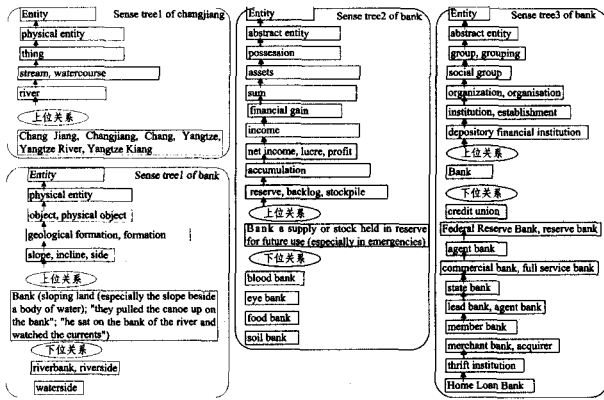 Entity
Sense tree1 of changjiang
physical entity
thing
stream, watercourse
river
上位关系
Chang Jiang, Changjiang, Chang, Yangtze,
Yangtze River, Yangtze Kiang
Entity
Sense tree1 of bank
physical entity
object, physical object
geological formation, formation
slope, incline, side
上位关系
Bank (sloping land (especially the slope beside
a body of water); "they pulled the canoe up on
the bank"; "he sat on the bank of the river and
watched the currents")
下位关系
riverbank, riverside
waterside
Entity
Sense tree2 of bank
abstract entity
possession
assets
sum
financial gain
income
net income, lucre, profit
accumulation
reserve, backlog, stockpile
上位关系
Bank a supply or stock held in reserve
for future use (especially in emergencies)
下位关系
blood bank
eye bank
food bank
soil bank
Entity
Sense tree3 of bank
abstract entity
group, grouping
social group
organization, organisation
institution, establishment
depository financial institution
上位关系
Bank
下位关系
credit union
Federal Reserve Bank, reserve bank
agent bank
commercial bank, full service bank
state bank
lead bank, agent bank
member bank
merchant bank, acquirer
thrift institution
Home Loan Bank